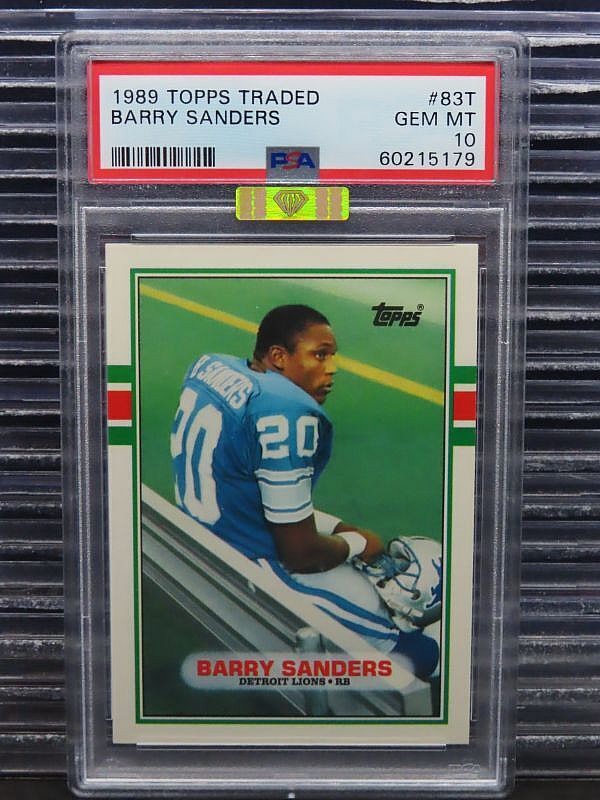 1989 TOPPS TRADED #83T
BARRY SANDERS GEM MT
10
PSA 60215179
Topps®
B SANDERS
20
20
BARRY SANDERS
DETROIT LIONS • RB